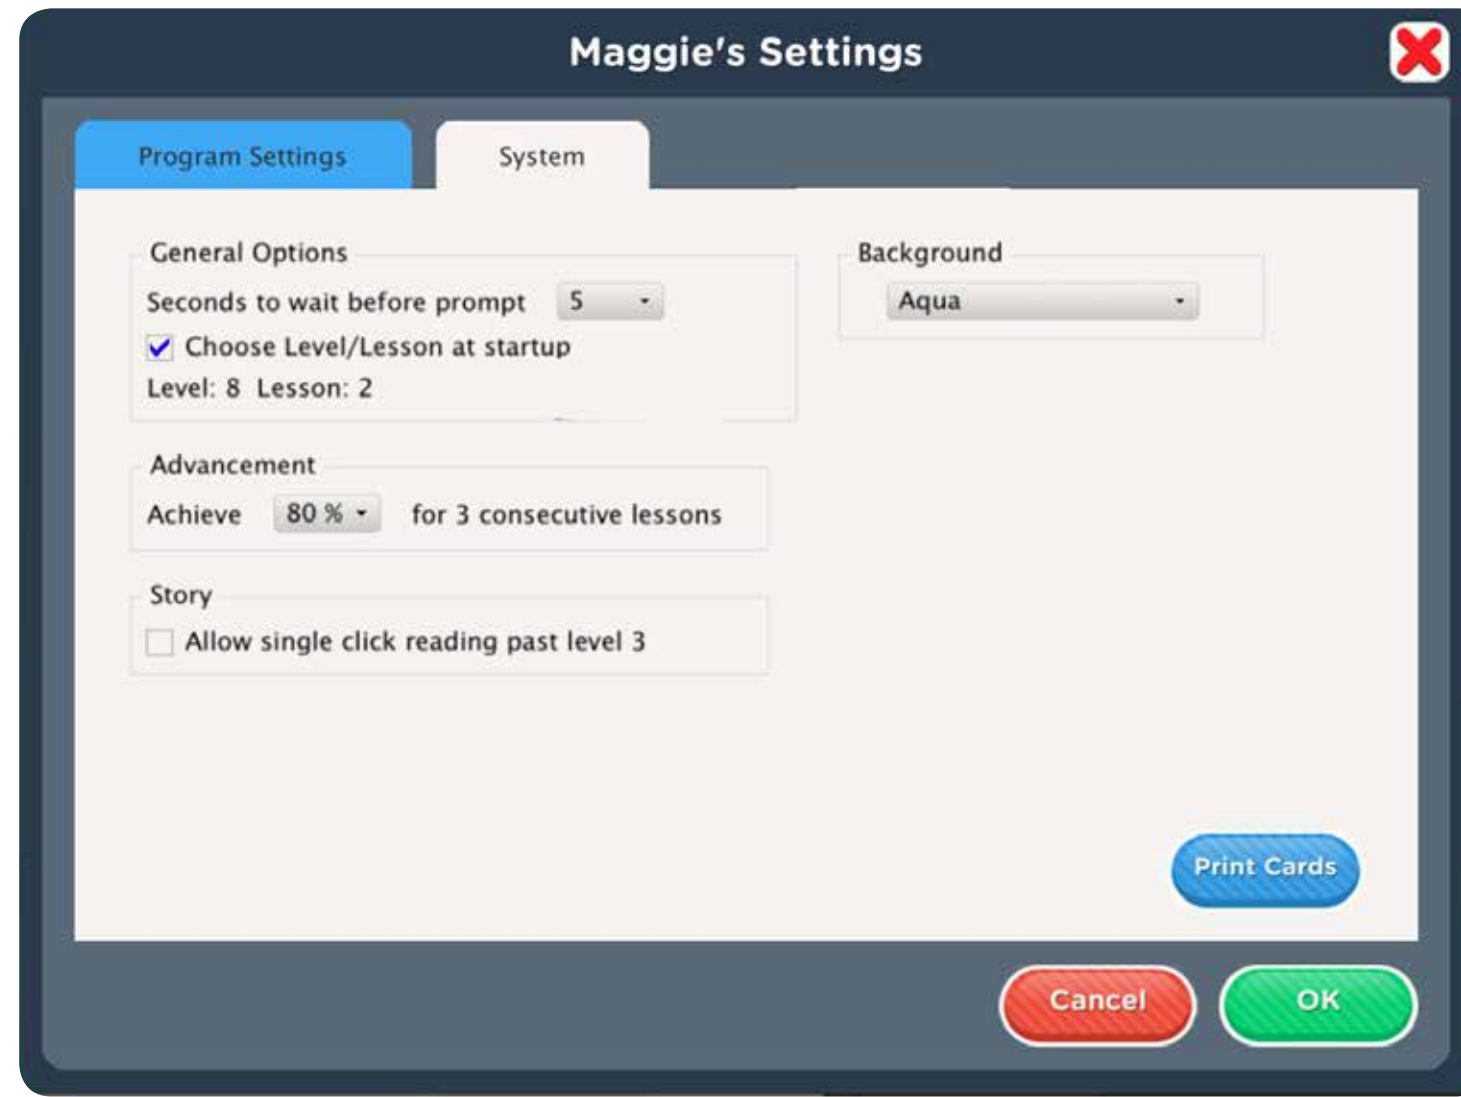 Maggie's Settings
Program Settings
System
General Options
Seconds to wait before prompt 5
Choose Level/Lesson at startup
Level: 8 Lesson: 2
Background
Aqua
Advancement
Achieve 80 % for 3 consecutive lessons
Story
Allow single click reading past level 3
Print Cards
Cancel
OK